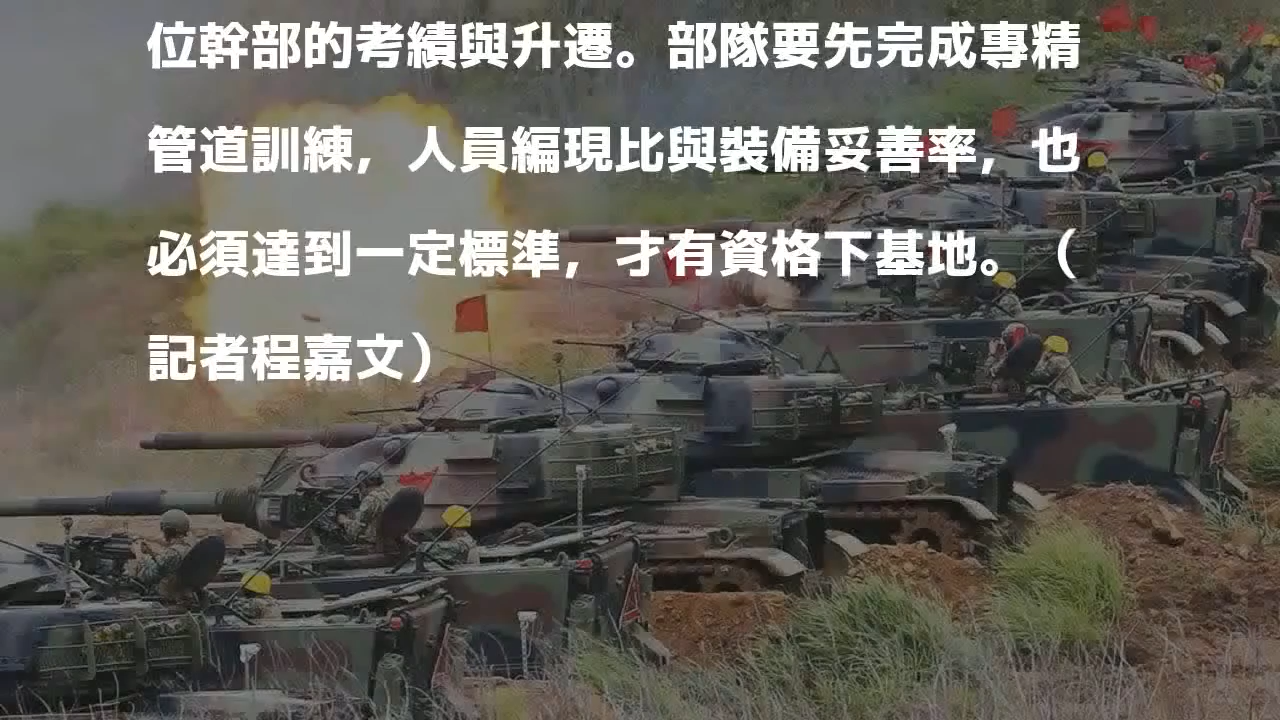 位幹部的考績與升遷。部隊要先完成專精
管道訓練，人員編現比與裝備妥善率，也
必須達到一定標準，才有資格下基地。（
記者程嘉文）